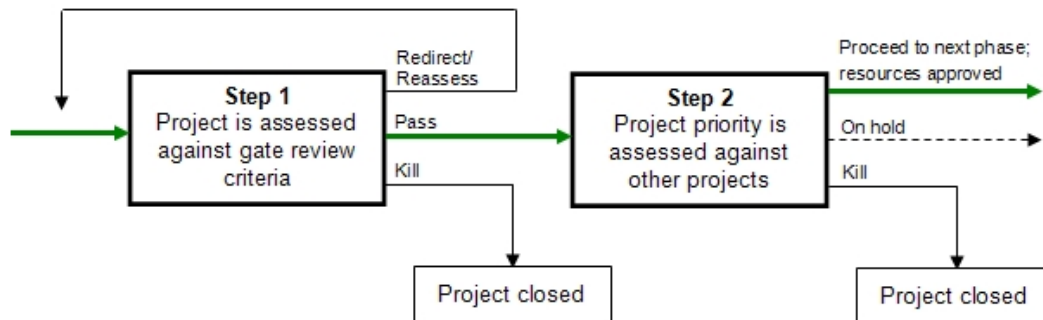 Redirect/
Reassess
Step 1
Project is assessed
against gate review
criteria
Pass
Kill
Project closed
Step 2
Project priority is
assessed against
other projects
Proceed to next phase;
resources approved
On hold
Kill
Project closed